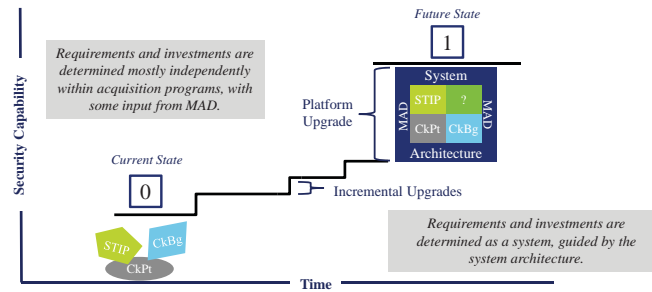 Future State
1
Requirements and investments are
determined mostly independently
within acquisition programs, with
some input from MAD.
System
MAD
STIP
?
MAD
CkPt
CkBg
Architecture
Platform
Upgrade
Security Capability
Current State
0
Incremental Upgrades
STIP
CkBg
CkPt
Requirements and investments are
determined as a system, guided by the
system architecture.
Time